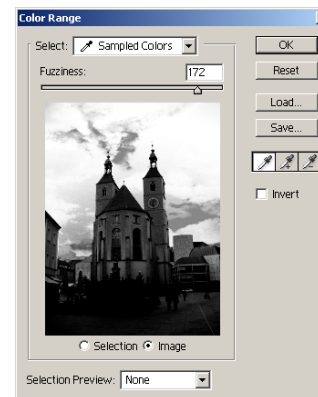 Color Range
Select: Sampled Colors
Fuzziness: 172
OK
Reset
Load...
Save...
Invert
Selection Image
Selection Preview: None